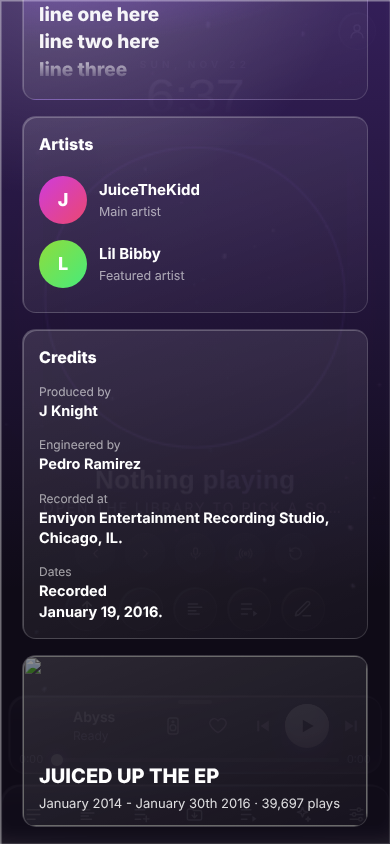 line one here
line two here
line three
6:37
Artists
J
JuiceTheKidd
Main artist
L
Lil Bibby
Featured artist
Credits
Produced by
J Knight
Engineered by
Pedro Ramirez
Nothing playing
Recorded at
Enviyon Entertainment Recording Studio,
Chicago, IL.
Dates
Recorded
January 19, 2016.
Abyss
Ready
JUICED UP THE EP
January 2014 - January 30th 2016 · 39,697 plays